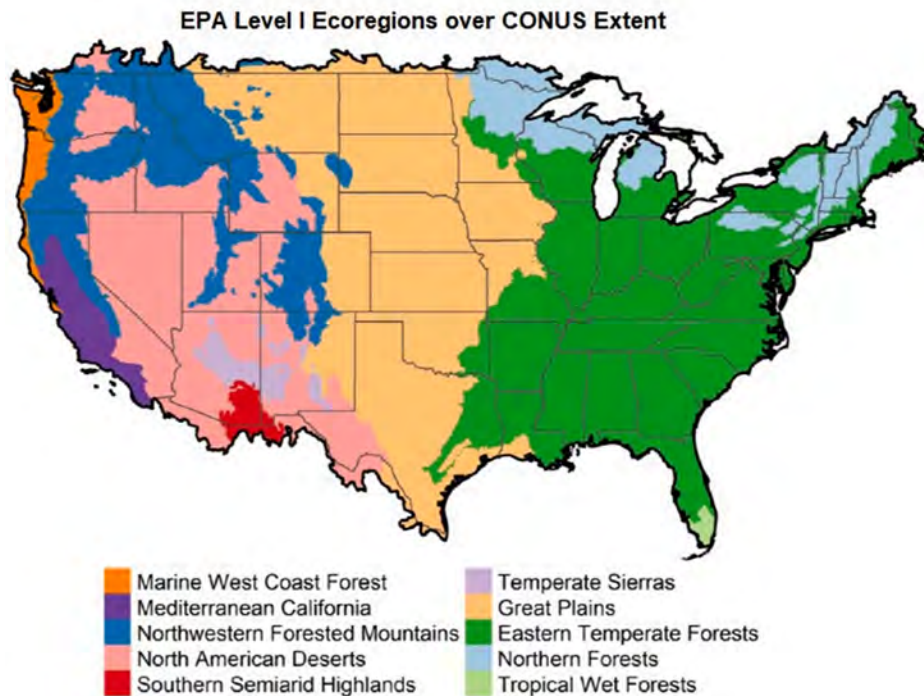 EPA Level I Ecoregions over CONUS Extent
Marine West Coast Forest
Mediterranean California
Northwestern Forested Mountains
North American Deserts
Southern Semiarid Highlands
Temperate Sierras
Great Plains
Eastern Temperate Forests
Northern Forests
Tropical Wet Forests